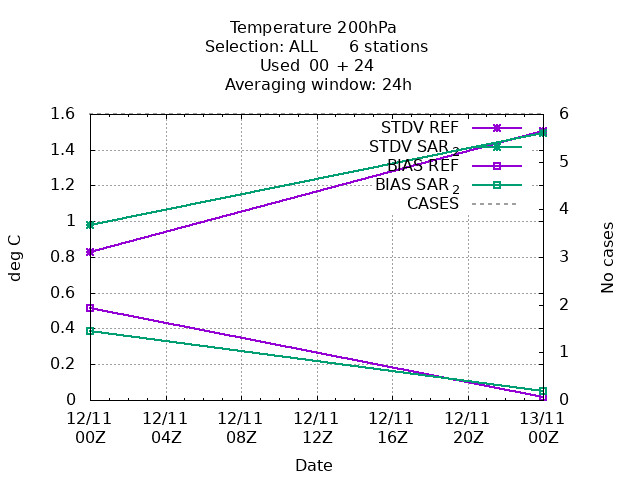 Temperature 200hPa
Selection: ALL 6 stations
Used 00 + 24
Averaging window: 24h
1.6
1.4
1.2
1
0.8
0.6
0.4
0.2
0
6
5
4
3
2
1
0
deg C
No cases
STDV REF
STDV SAR 2
BIAS REF
BIAS SAR 2
CASES
12/11 12/11 12/11 12/11 12/11 12/11 13/11
00Z 04Z 08Z 12Z 16Z 20Z 00Z
Date